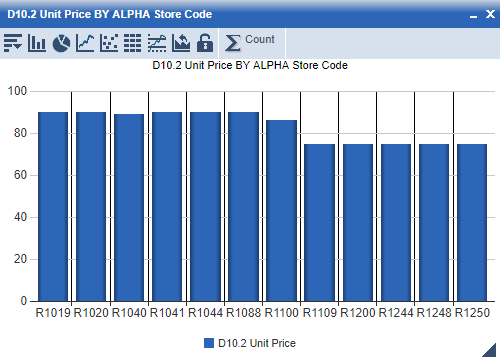 D10.2 Unit Price BY ALPHA Store Code
Count
D10.2 Unit Price BY ALPHA Store Code
100
80
60
40
20
0
R1019 R1020 R1040 R1041 R1044 R1088 R1100 R1109 R1200 R1244 R1248 R1250
D10.2 Unit Price